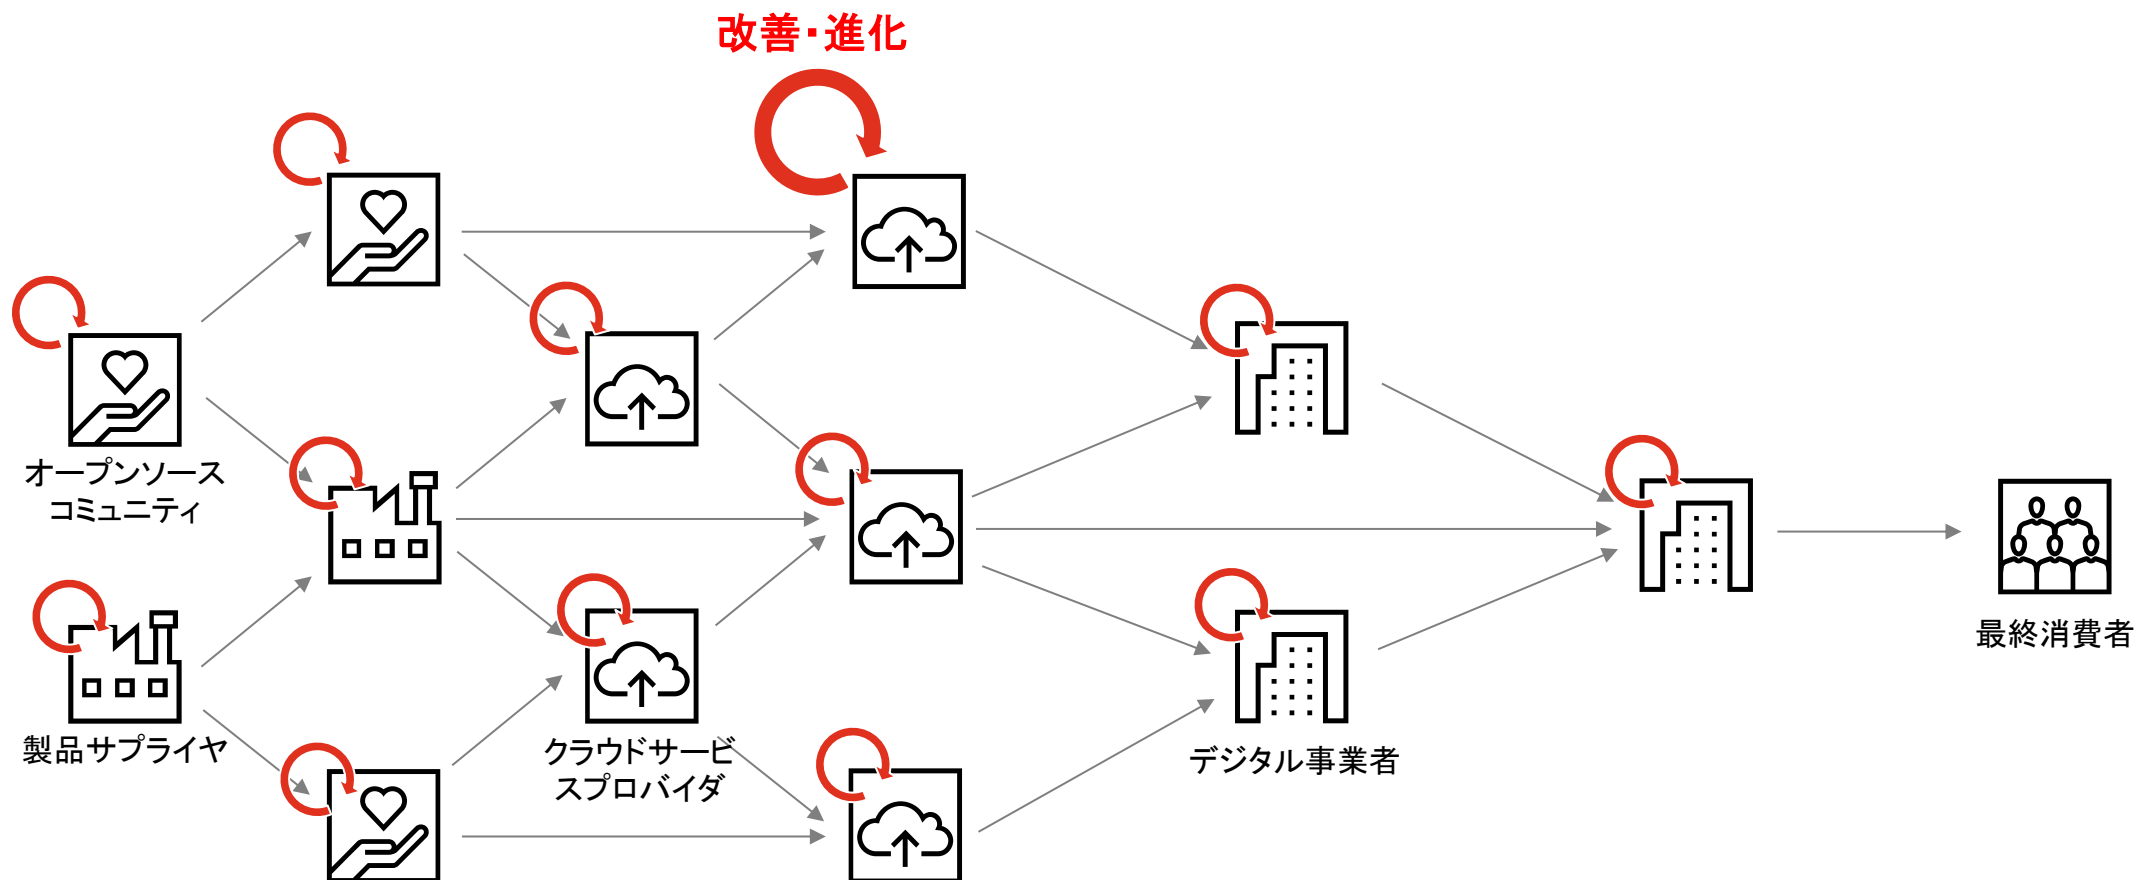 改善・進化
オープンソース
コミュニティ
製品サプライヤ
クラウドサービ
スプロバイダ
デジタル事業者
最終消費者